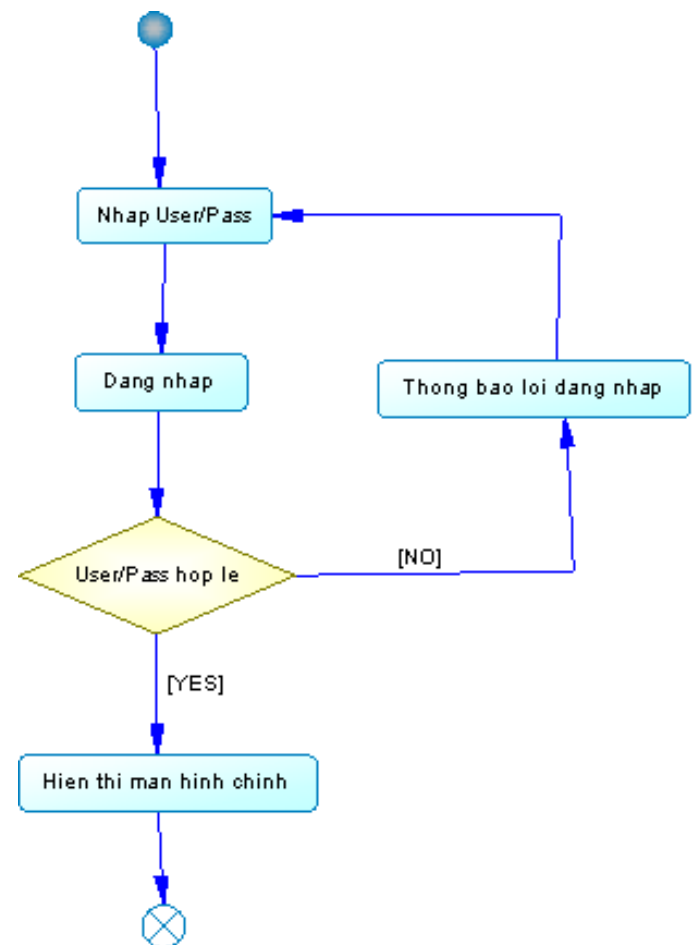 Nhap User/Pass
Dang nhap
Thong bao loi dang nhap
User/Pass hop le
[NO]
[YES]
Hien thi man hinh chinh